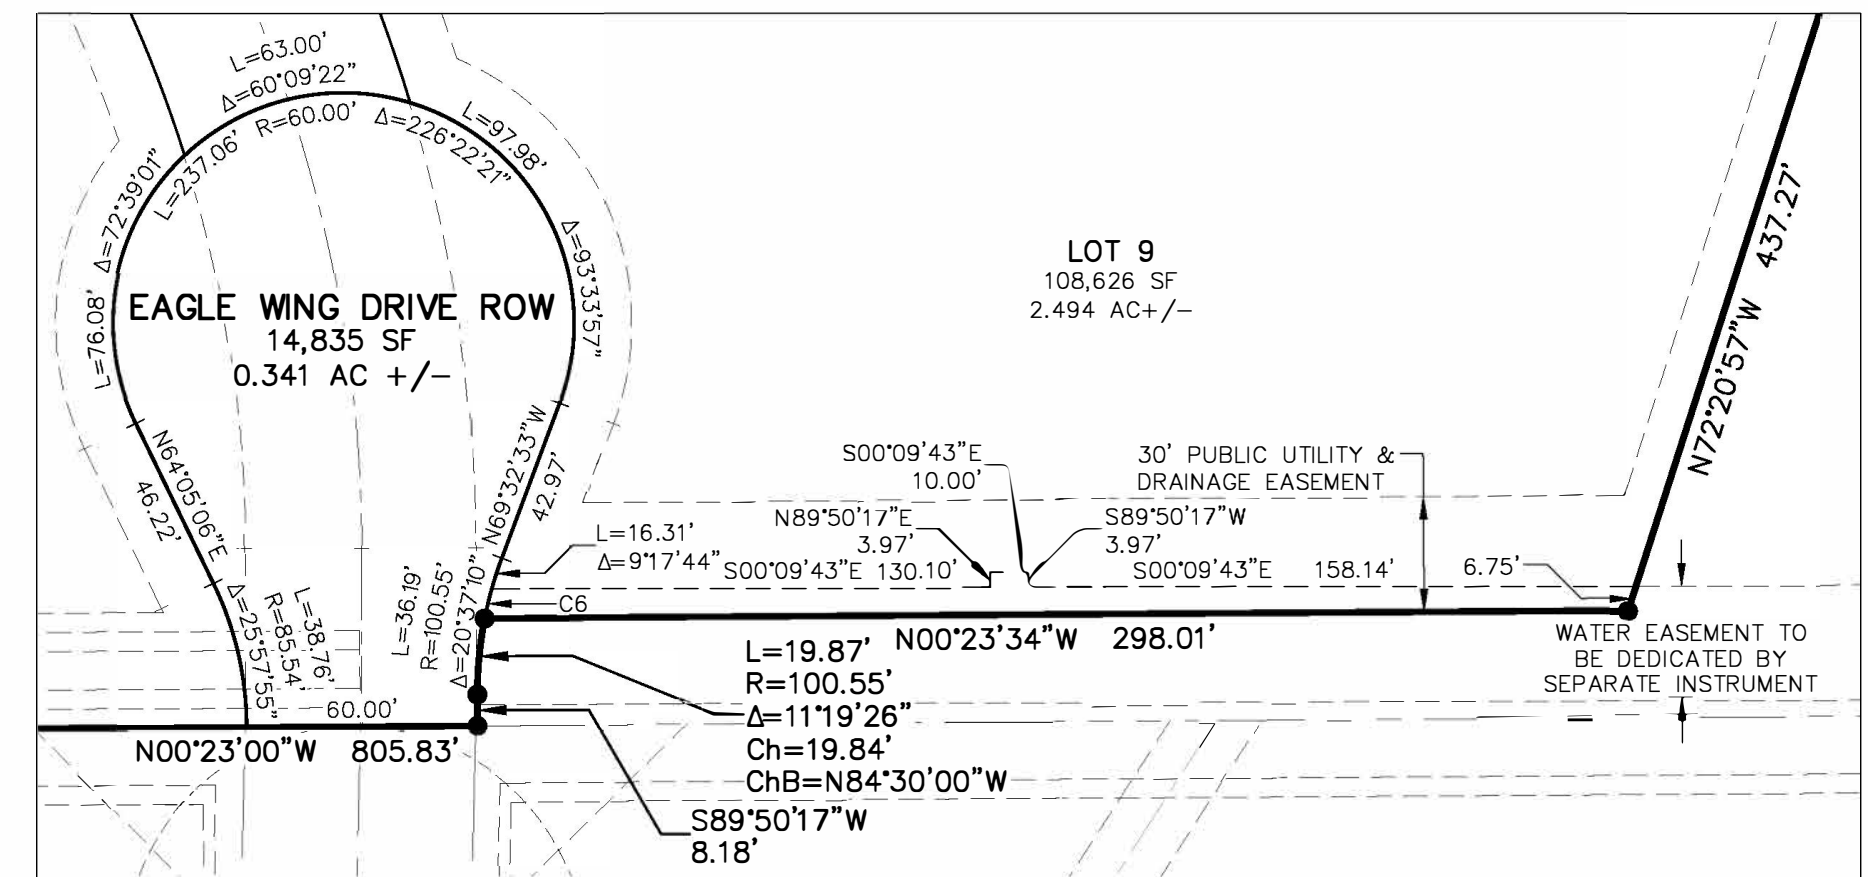 L=63.00'
Δ=60°09'22"
R=60.00'
Δ=226°22'21"
L=97.98'
L=237.06'
Δ=72°39'01"
L=76.08'
Δ=93°33'57"
EAGLE WING DRIVE ROW
14,835 SF
0.341 AC +/-
LOT 9
108,626 SF
2.494 AC+/-
N72°20'57"W 437.27'
N64°05'06"E
46.22'
N69°32'33"W
42.97'
S00°09'43"E
10.00'
30' PUBLIC UTILITY &
DRAINAGE EASEMENT
N89°50'17"E
3.97'
S89°50'17"W
3.97'
L=16.31'
Δ=9°17'44"
S00°09'43"E 130.10'
S00°09'43"E 158.14'
6.75'
C6
L=38.76'
R=85.54'
Δ=25°57'55"
L=36.19'
R=100.55'
Δ=20°37'10"
N00°23'34"W 298.01'
WATER EASEMENT TO
BE DEDICATED BY
SEPARATE INSTRUMENT
60.00'
N00°23'00"W 805.83'
L=19.87'
R=100.55'
Δ=11°19'26"
Ch=19.84'
ChB=N84°30'00"W
S89°50'17"W
8.18'